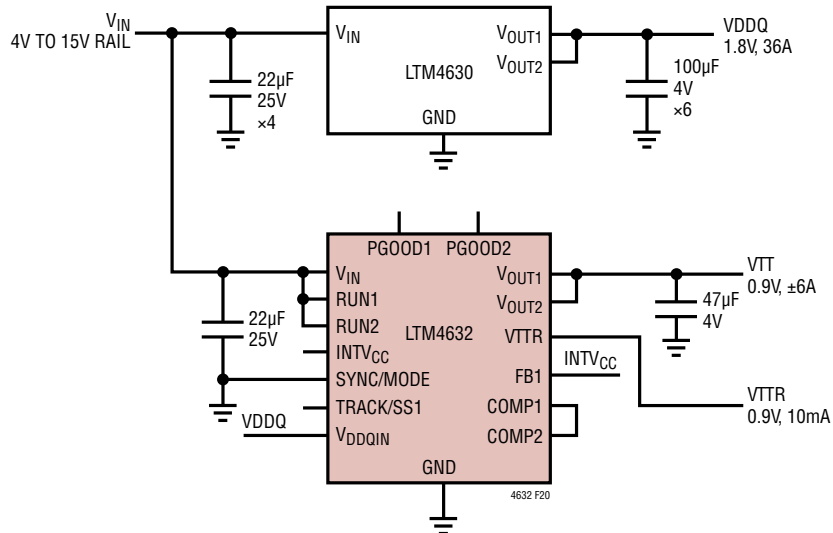 VIN
4V TO 15V RAIL
22µF
25V
×4
VIN
LTM4630
GND
VOUT1
VOUT2
100µF
4V
×6
VDDQ
1.8V, 36A
PGOOD1 PGOOD2
VIN
RUN1
RUN2
INTVCC
SYNC/MODE
TRACK/SS1
VDDQIN
LTM4632
GND
VOUT1
VOUT2
VTTR
FB1
COMP1
COMP2
22µF
25V
VDDQ
INTVCC
47µF
4V
VTT
0.9V, ±6A
VTTR
0.9V, 10mA
4632 F20